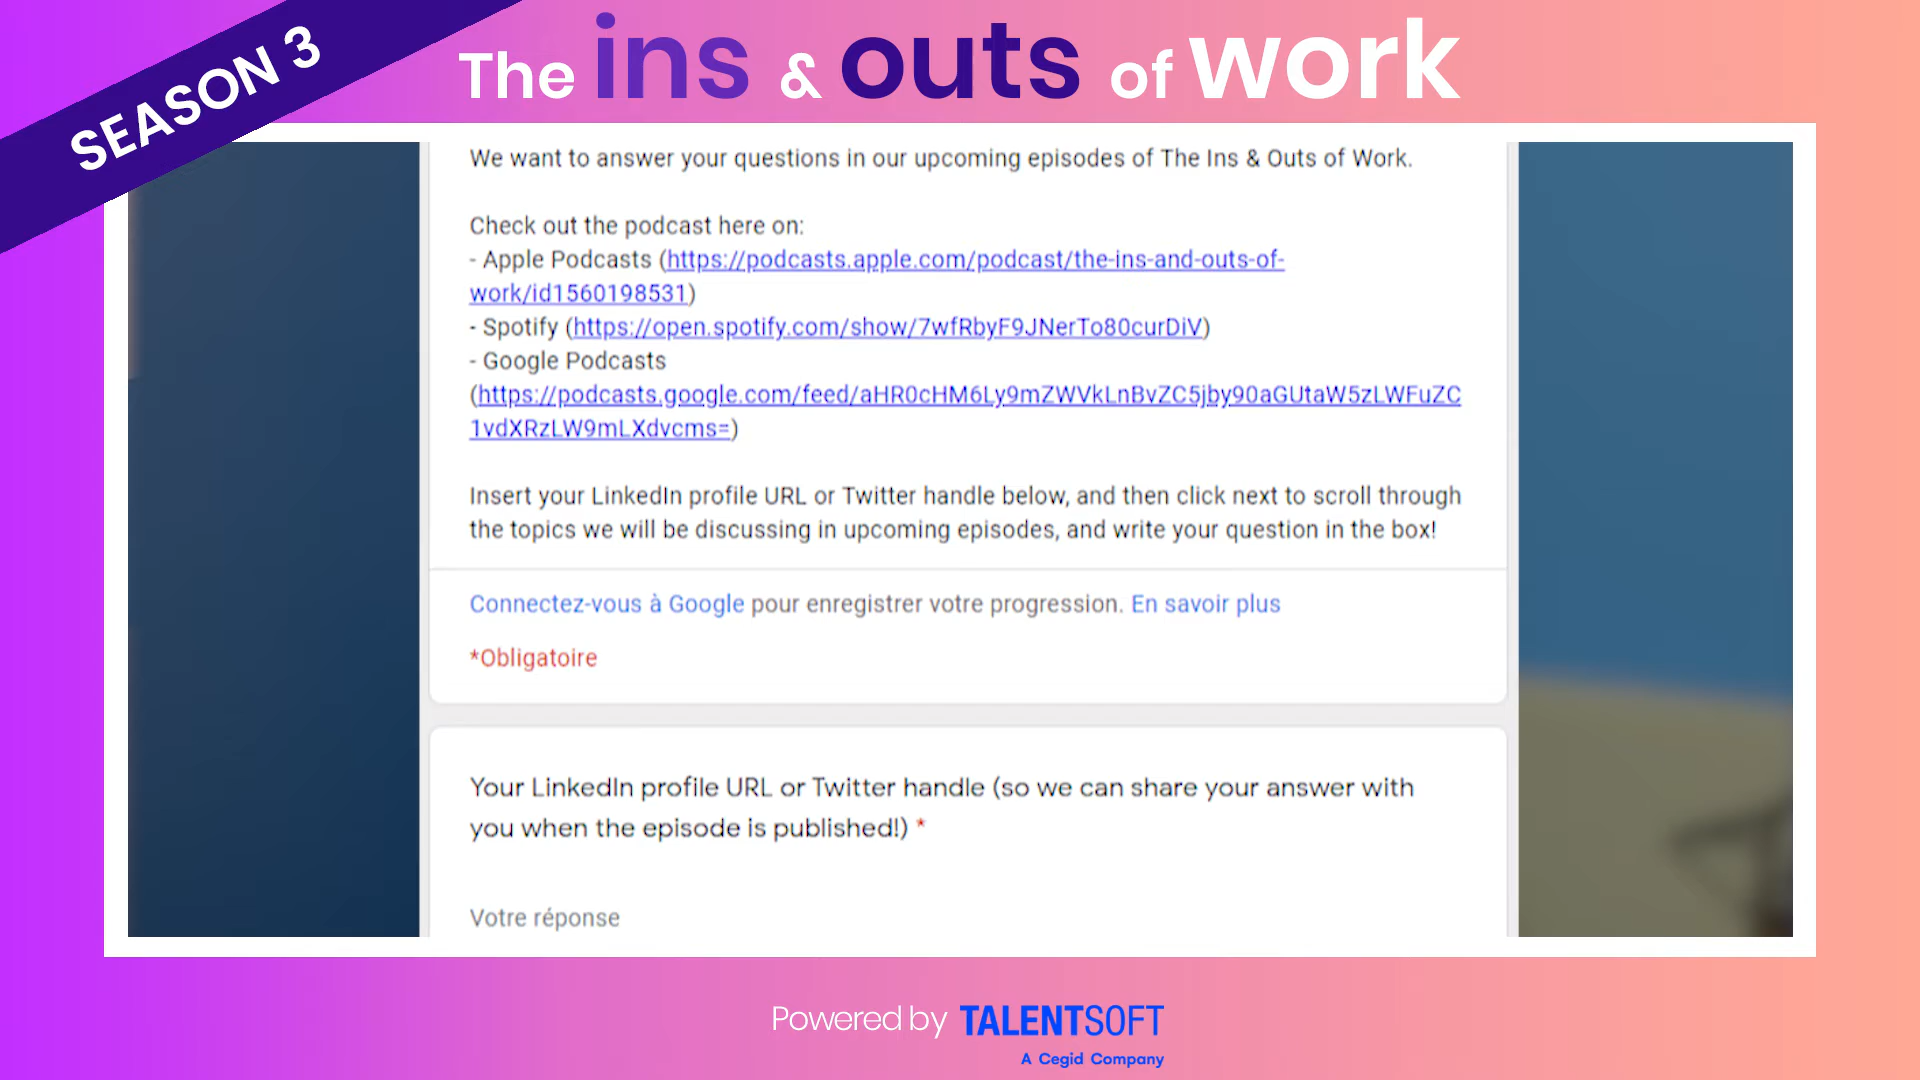 SEASON 3
The ins & outs of work
We want to answer your questions in our upcoming episodes of The Ins & Outs of Work.
Check out the podcast here on:
- Apple Podcasts (https://podcasts.apple.com/podcast/the-ins-and-outs-of-
work/id1560198531)
- Spotify (https://open.spotify.com/show/7wfRbyF9JNerTo80curDiV)
- Google Podcasts
(https://podcasts.google.com/feed/aHR0cHM6Ly9mZWVkLnBvZC5jby90aGUtaW5zLWFuZC
1vdXRzLW9mLXdvcms=)
Insert your LinkedIn profile URL or Twitter handle below, and then click next to scroll through
the topics we will be discussing in upcoming episodes, and write your question in the box!
Connectez-vous à Google pour enregistrer votre progression. En savoir plus
*Obligatoire
Your LinkedIn profile URL or Twitter handle (so we can share your answer with
you when the episode is published!) *
Votre réponse
Powered by TALENTSOFT
A Cegid Company